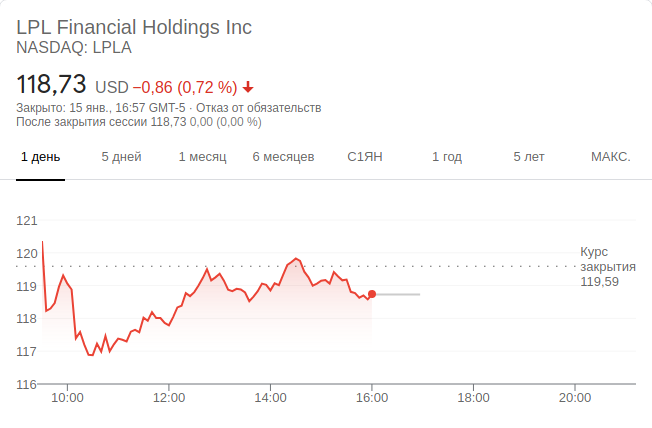 LPL Financial Holdings Inc
NASDAQ: LPLA
118,73 USD −0,86 (0,72 %)
Закрыто: 15 янв., 16:57 GMT-5 · Отказ от обязательств
После закрытия сессии 118,73 0,00 (0,00 %)
1 день 5 дней 1 месяц 6 месяцев С1ЯН 1 год 5 лет МАКС.
121
120
119
118
117
116
Курс
закрытия
119,59
10:00 12:00 14:00 16:00 18:00 20:00